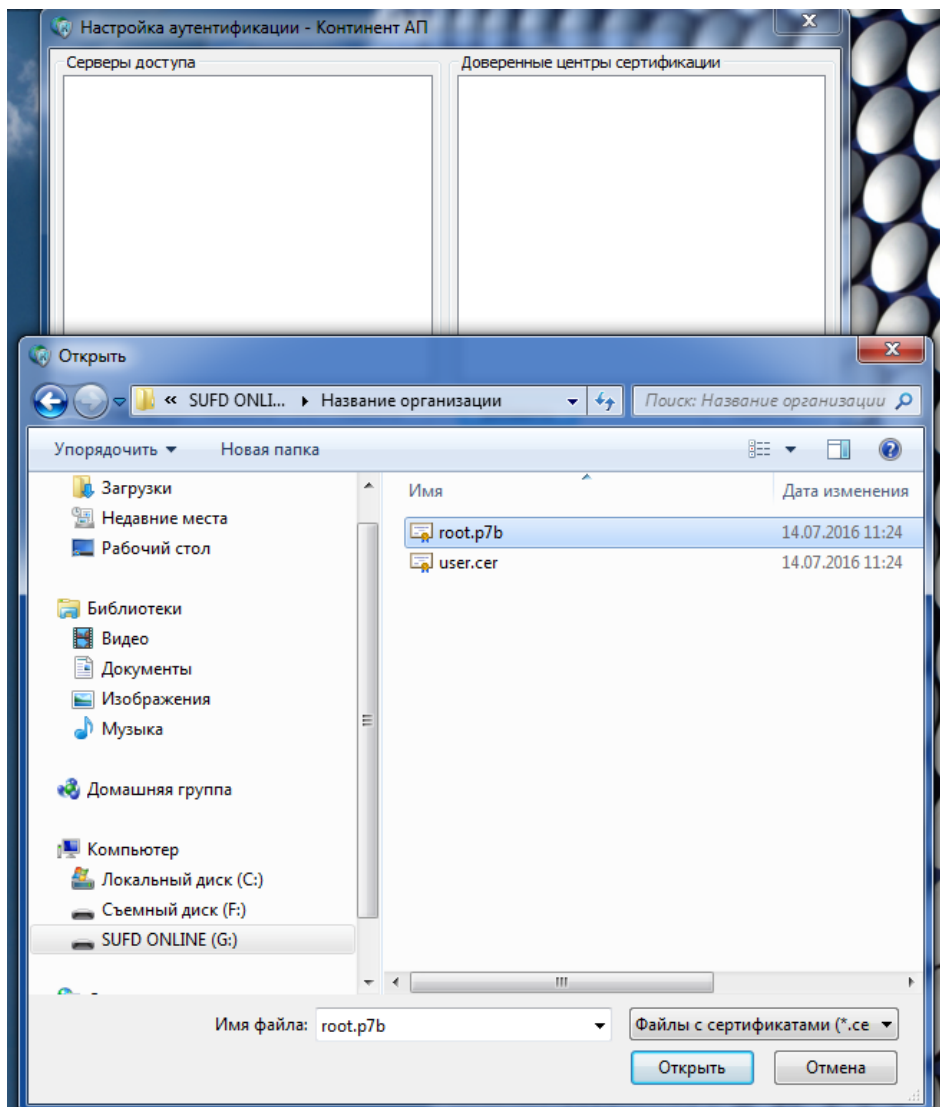 Настройка аутентификации - Континент АП
Серверы доступа
Доверенные центры сертификации
Открыть
« SUFD ONLI... Название организации
Поиск: Название организации
Упорядочить Новая папка
Загрузки
Недавние места
Рабочий стол
Библиотеки
Видео
Документы
Изображения
Музыка
Домашняя группа
Компьютер
Локальный диск (C:)
Съемный диск (F:)
SUFD ONLINE (G:)
Имя Дата изменения
root.p7b 14.07.2016 11:24
user.cer 14.07.2016 11:24
Имя файла: root.p7b Файлы с сертификатами (*.ce
Открыть Отмена